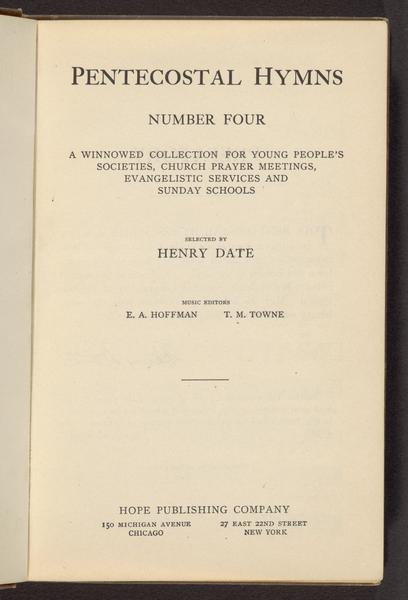 PENTECOSTAL HYMNS
NUMBER FOUR
A WINNOWED COLLECTION FOR YOUNG PEOPLE'S
SOCIETIES, CHURCH PRAYER MEETINGS,
EVANGELISTIC SERVICES AND
SUNDAY SCHOOLS
SELECTED BY
HENRY DATE
MUSIC EDITORS
E. A. HOFFMAN T. M. TOWNE
HOPE PUBLISHING COMPANY
150 MICHIGAN AVENUE 27 EAST 22ND STREET
CHICAGO NEW YORK